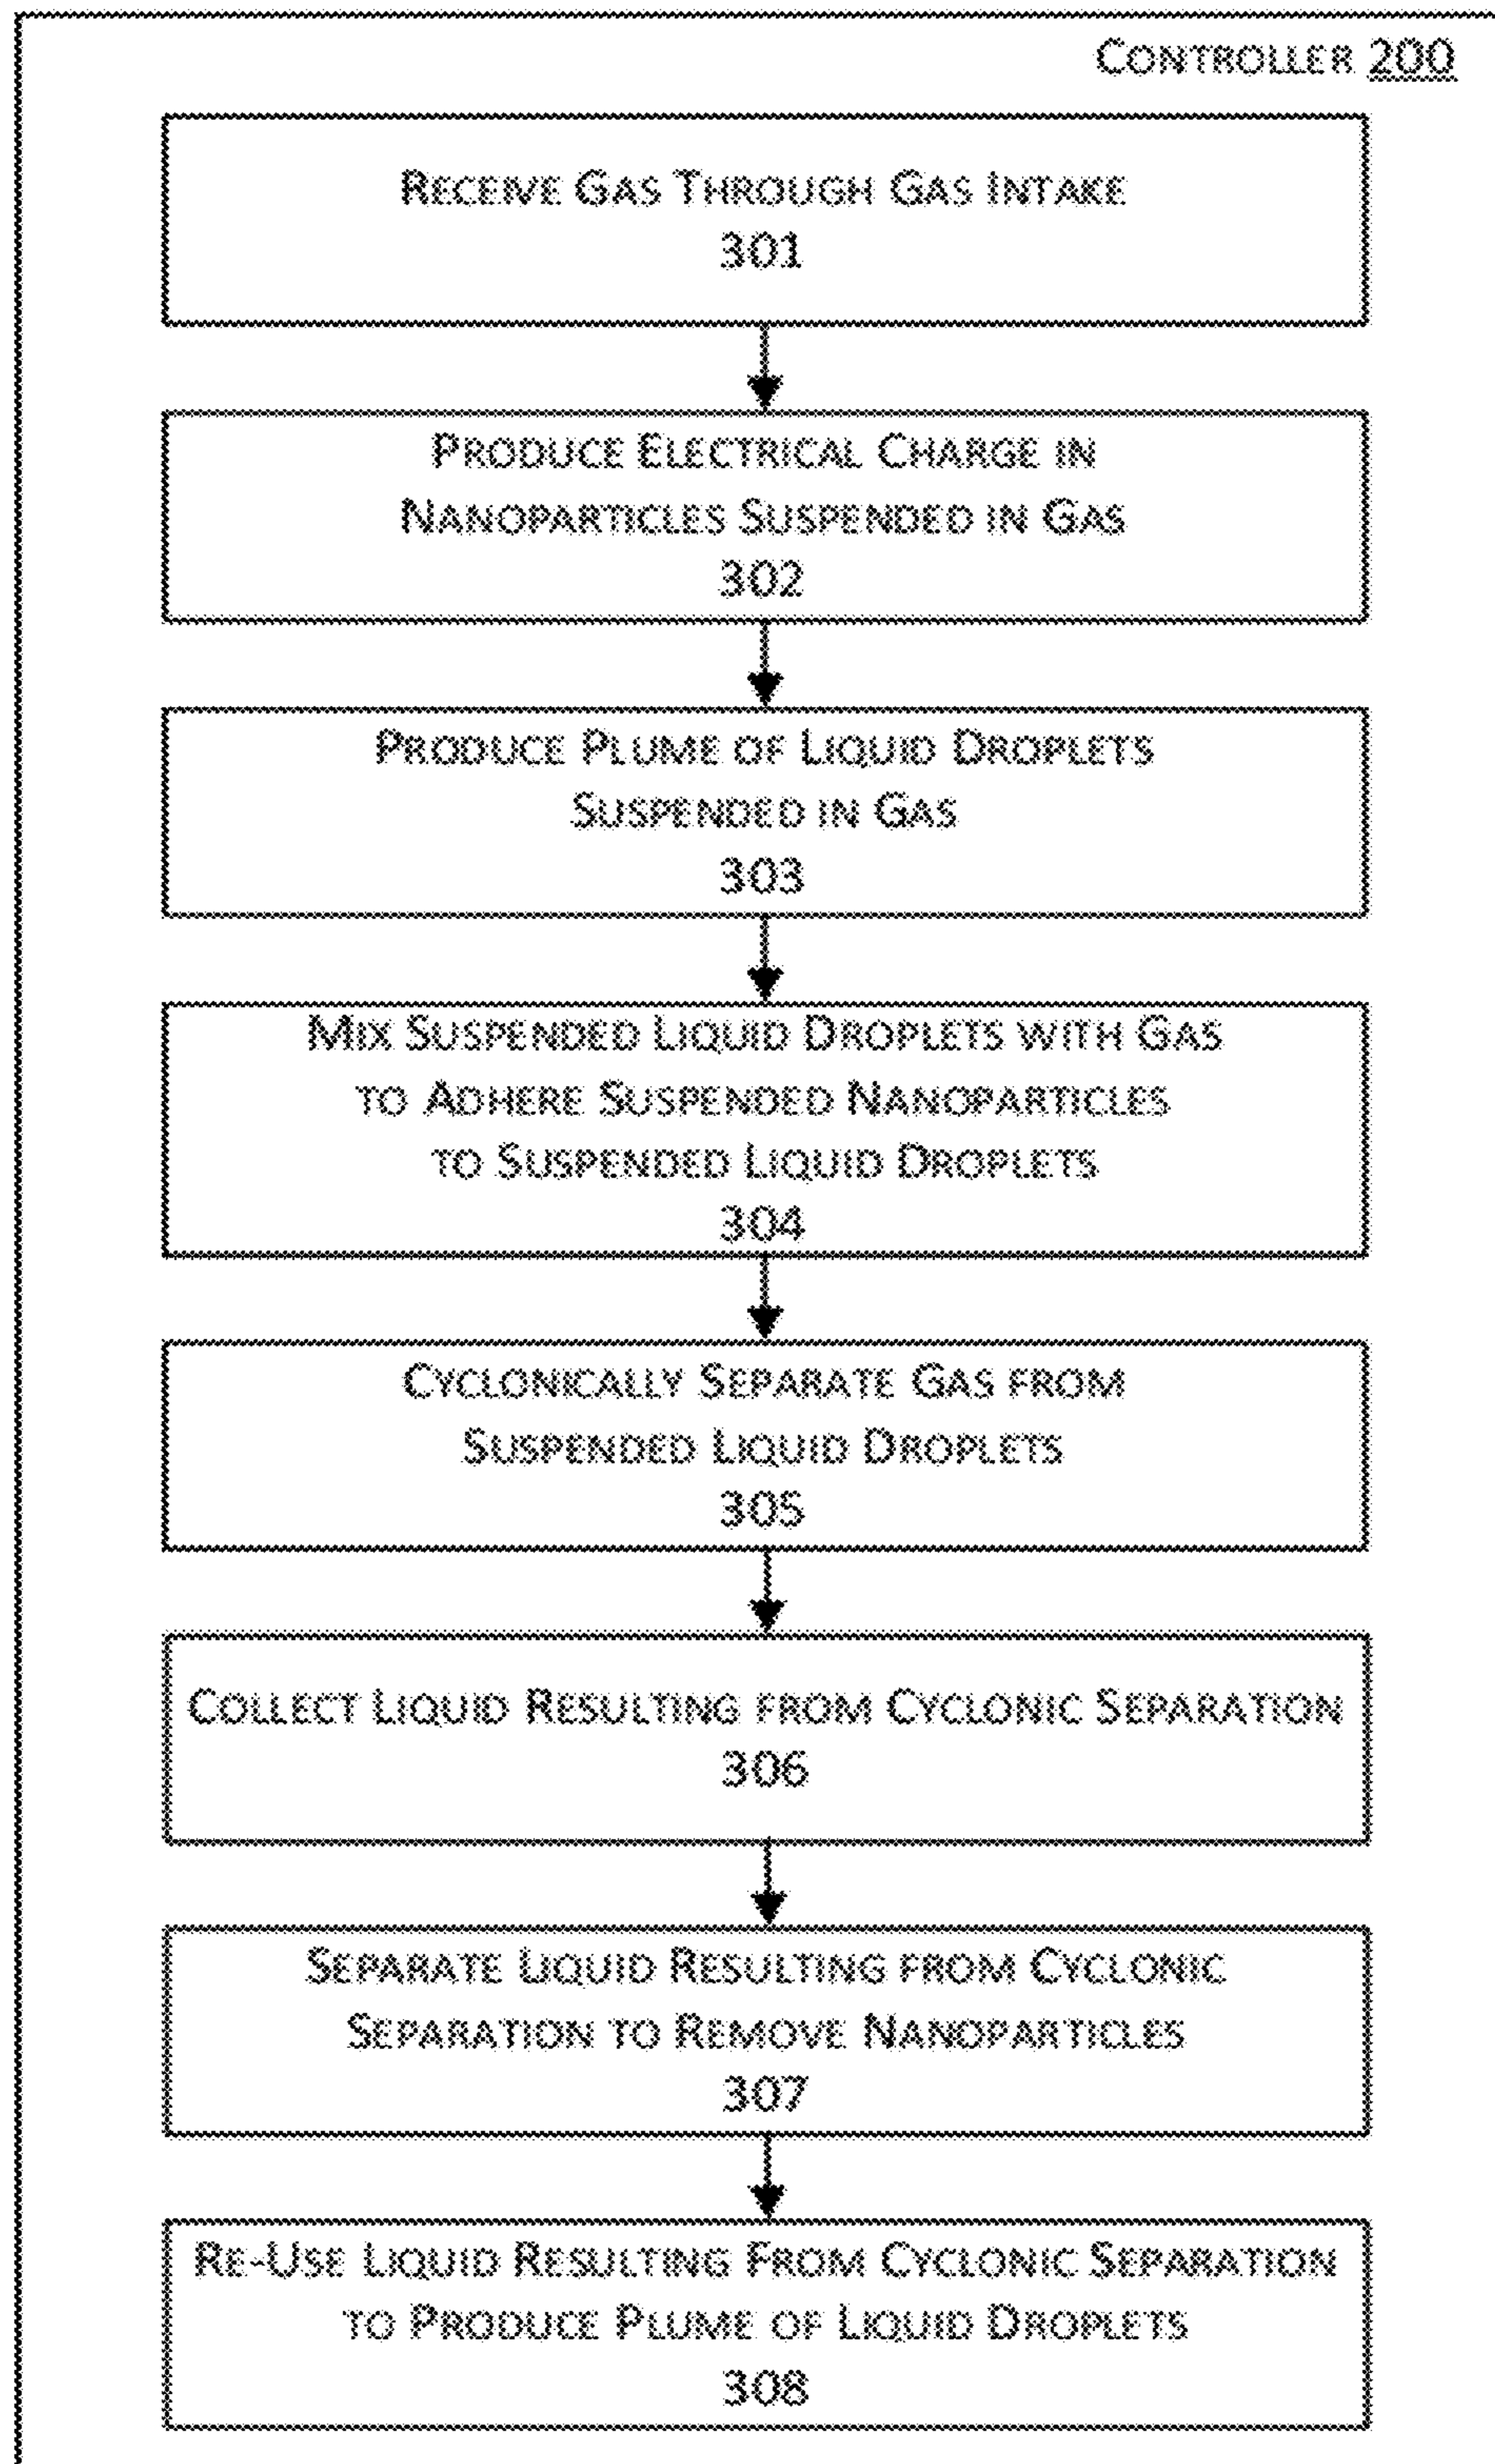 CONTROLLER 200
RECEIVE GAS THROUGH GAS INTAKE
301
PRODUCE ELECTRICAL CHARGE IN
NANOPARTICLES SUSPENDED IN GAS
302
PRODUCE PLUME OF LIQUID DROPLETS
SUSPENDED IN GAS
303
MIX SUSPENDED LIQUID DROPLETS WITH GAS
TO ADHERE SUSPENDED NANOPARTICLES
TO SUSPENDED LIQUID DROPLETS
304
CYCLONICALLY SEPARATE GAS FROM
SUSPENDED LIQUID DROPLETS
305
COLLECT LIQUID RESULTING FROM CYCLONIC SEPARATION
306
SEPARATE LIQUID RESULTING FROM CYCLONIC
SEPARATION TO REMOVE NANOPARTICLES
307
RE-USE LIQUID RESULTING FROM CYCLONIC SEPARATION
TO PRODUCE PLUME OF LIQUID DROPLETS
308